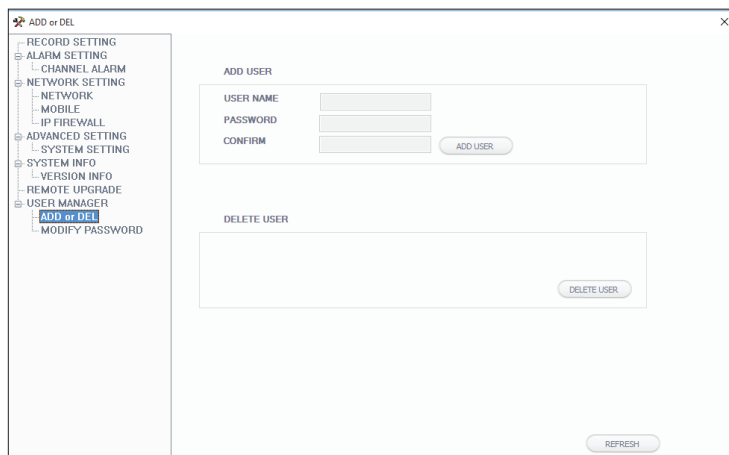 ADD or DEL
RECORD SETTING
ALARM SETTING
CHANNEL ALARM
NETWORK SETTING
NETWORK
MOBILE
IP FIREWALL
ADVANCED SETTING
SYSTEM SETTING
SYSTEM INFO
VERSION INFO
REMOTE UPGRADE
USER MANAGER
ADD or DEL
MODIFY PASSWORD
ADD USER
USER NAME
PASSWORD
CONFIRM
ADD USER
DELETE USER
DELETE USER
REFRESH